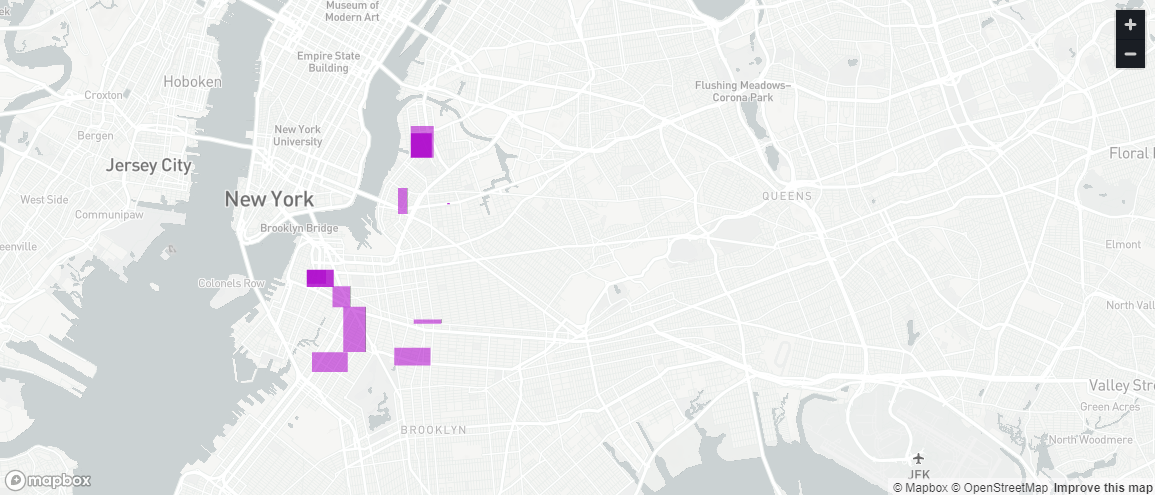 Museum of
Modern Art
+
−
Empire State
Building
Hoboken
Flushing Meadows–
Corona Park
Croxton
New York
University
Bergen
Jersey City
Floral
QUEENS
West Side
New York
Communipaw
Brooklyn Bridge
eenville
Elmont
Colonels Row
North Vall
Valley Stre
Green Acres
BROOKLYN
North Woodmere
JFK
mapbox
© Mapbox © OpenStreetMap Improve this map